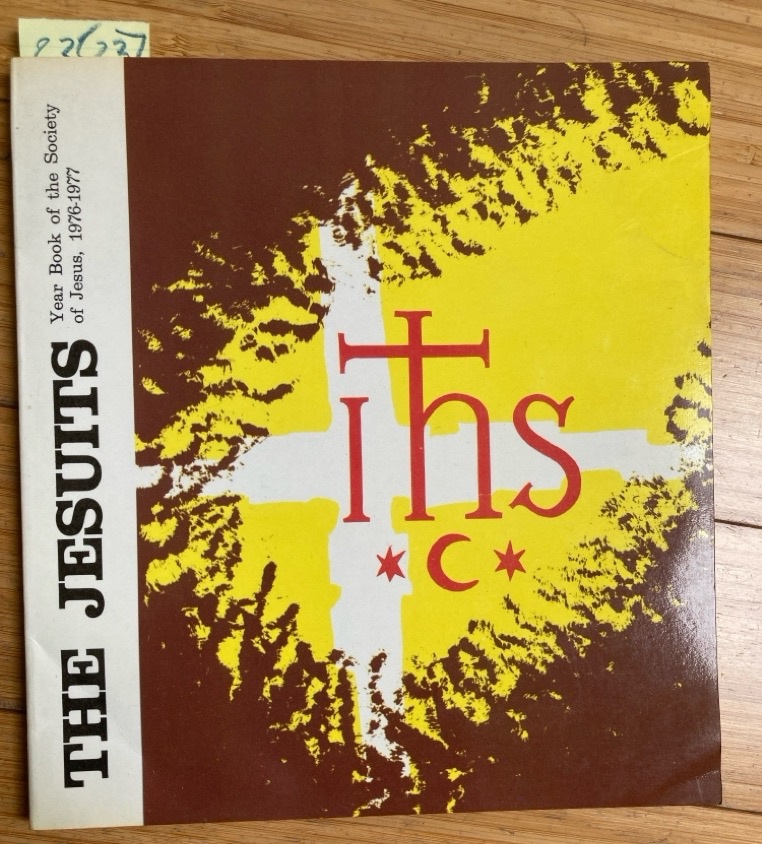 THE JESUITS
Year Book of the Society
of Jesus, 1976-1977
ihs